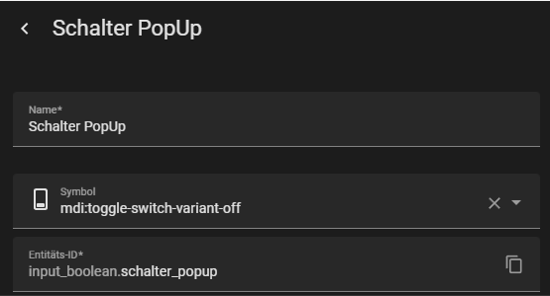 Schalter PopUp
Name*
Schalter PopUp
Symbol
mdi:toggle-switch-variant-off
Entitäts-ID*
input_boolean.schalter_popup